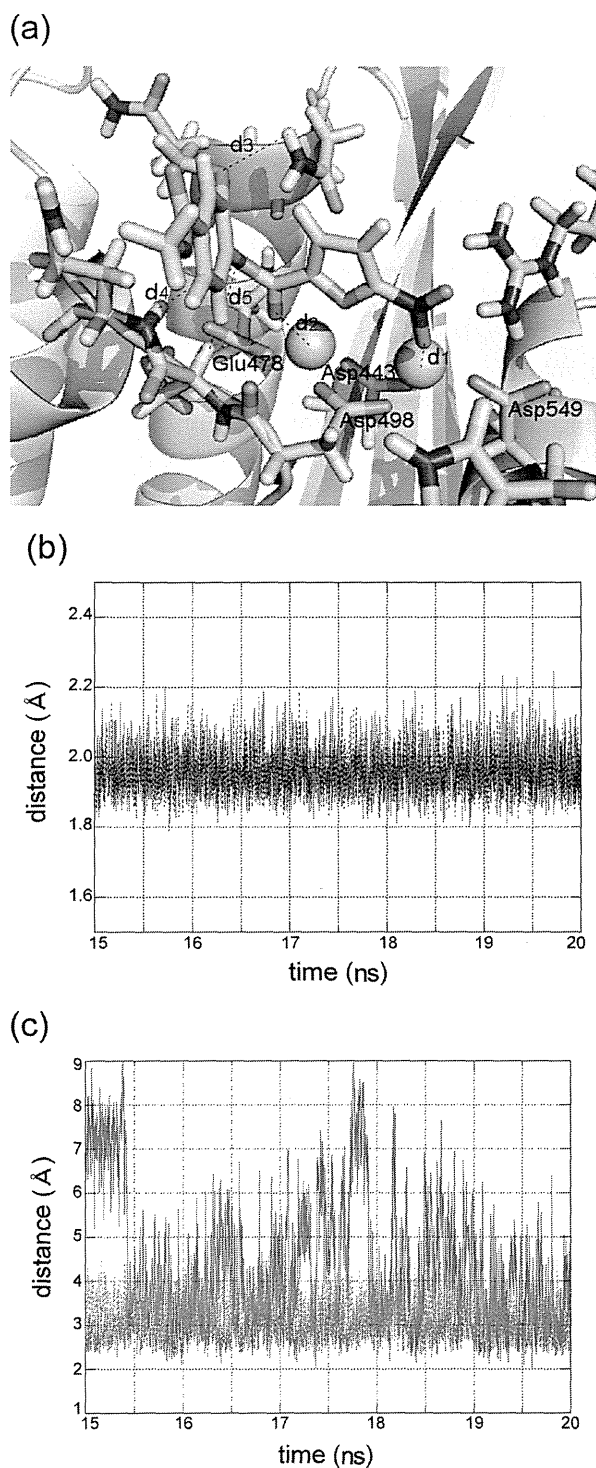 (a)
d3
d4
d5
d2
d1
Glu478
Asp443
Asp498
Asp549
(b)
distance (Å)
2.4
2.2
2.0
1.8
1.6
15
16
17
18
19
20
time (ns)
(c)
distance (Å)
9
8
7
6
5
4
3
2
1
15
16
17
18
19
20
time (ns)